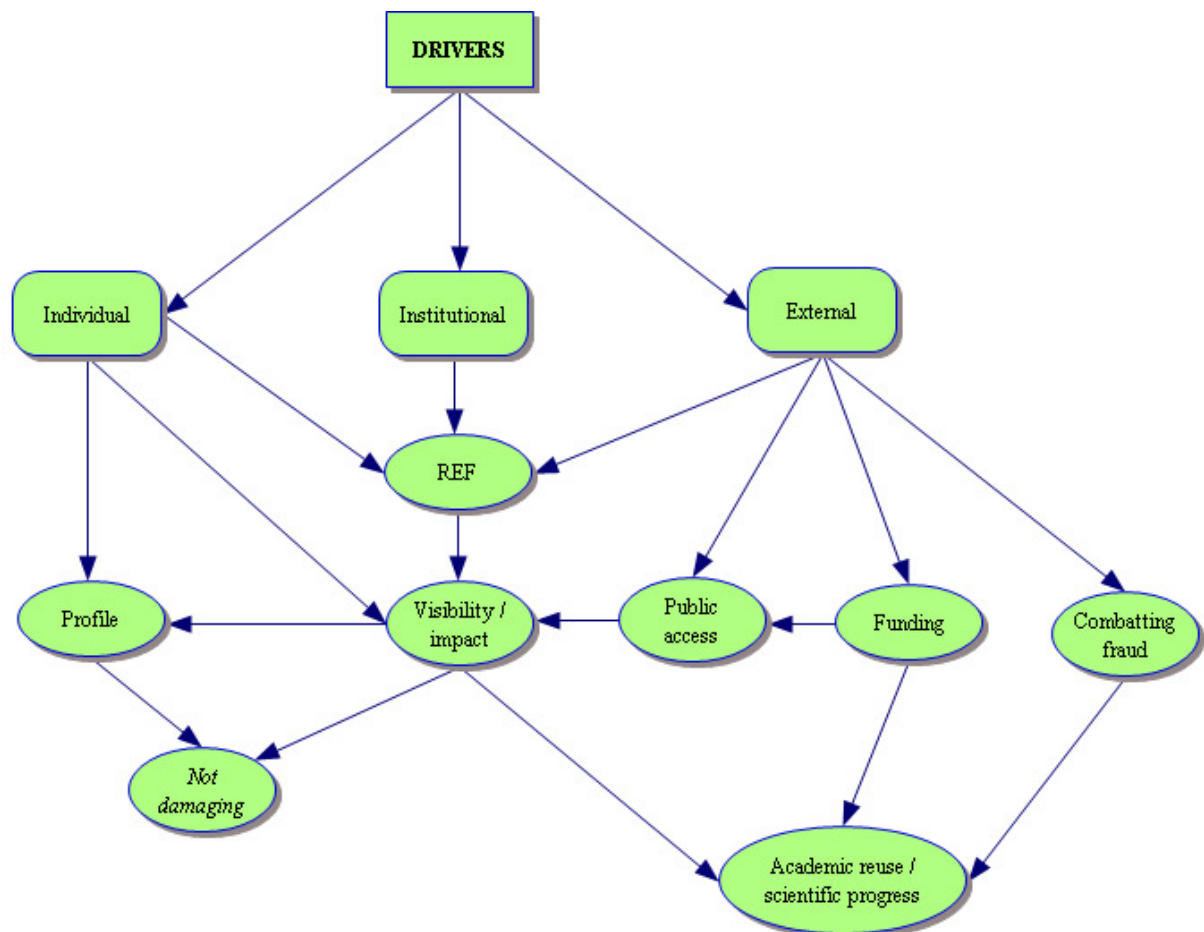 DRIVERS
Individual
Institutional
External
REF
Profile
Visibility /
impact
Public
access
Funding
Combatting
fraud
Not
damaging
Academic reuse /
scientific progress